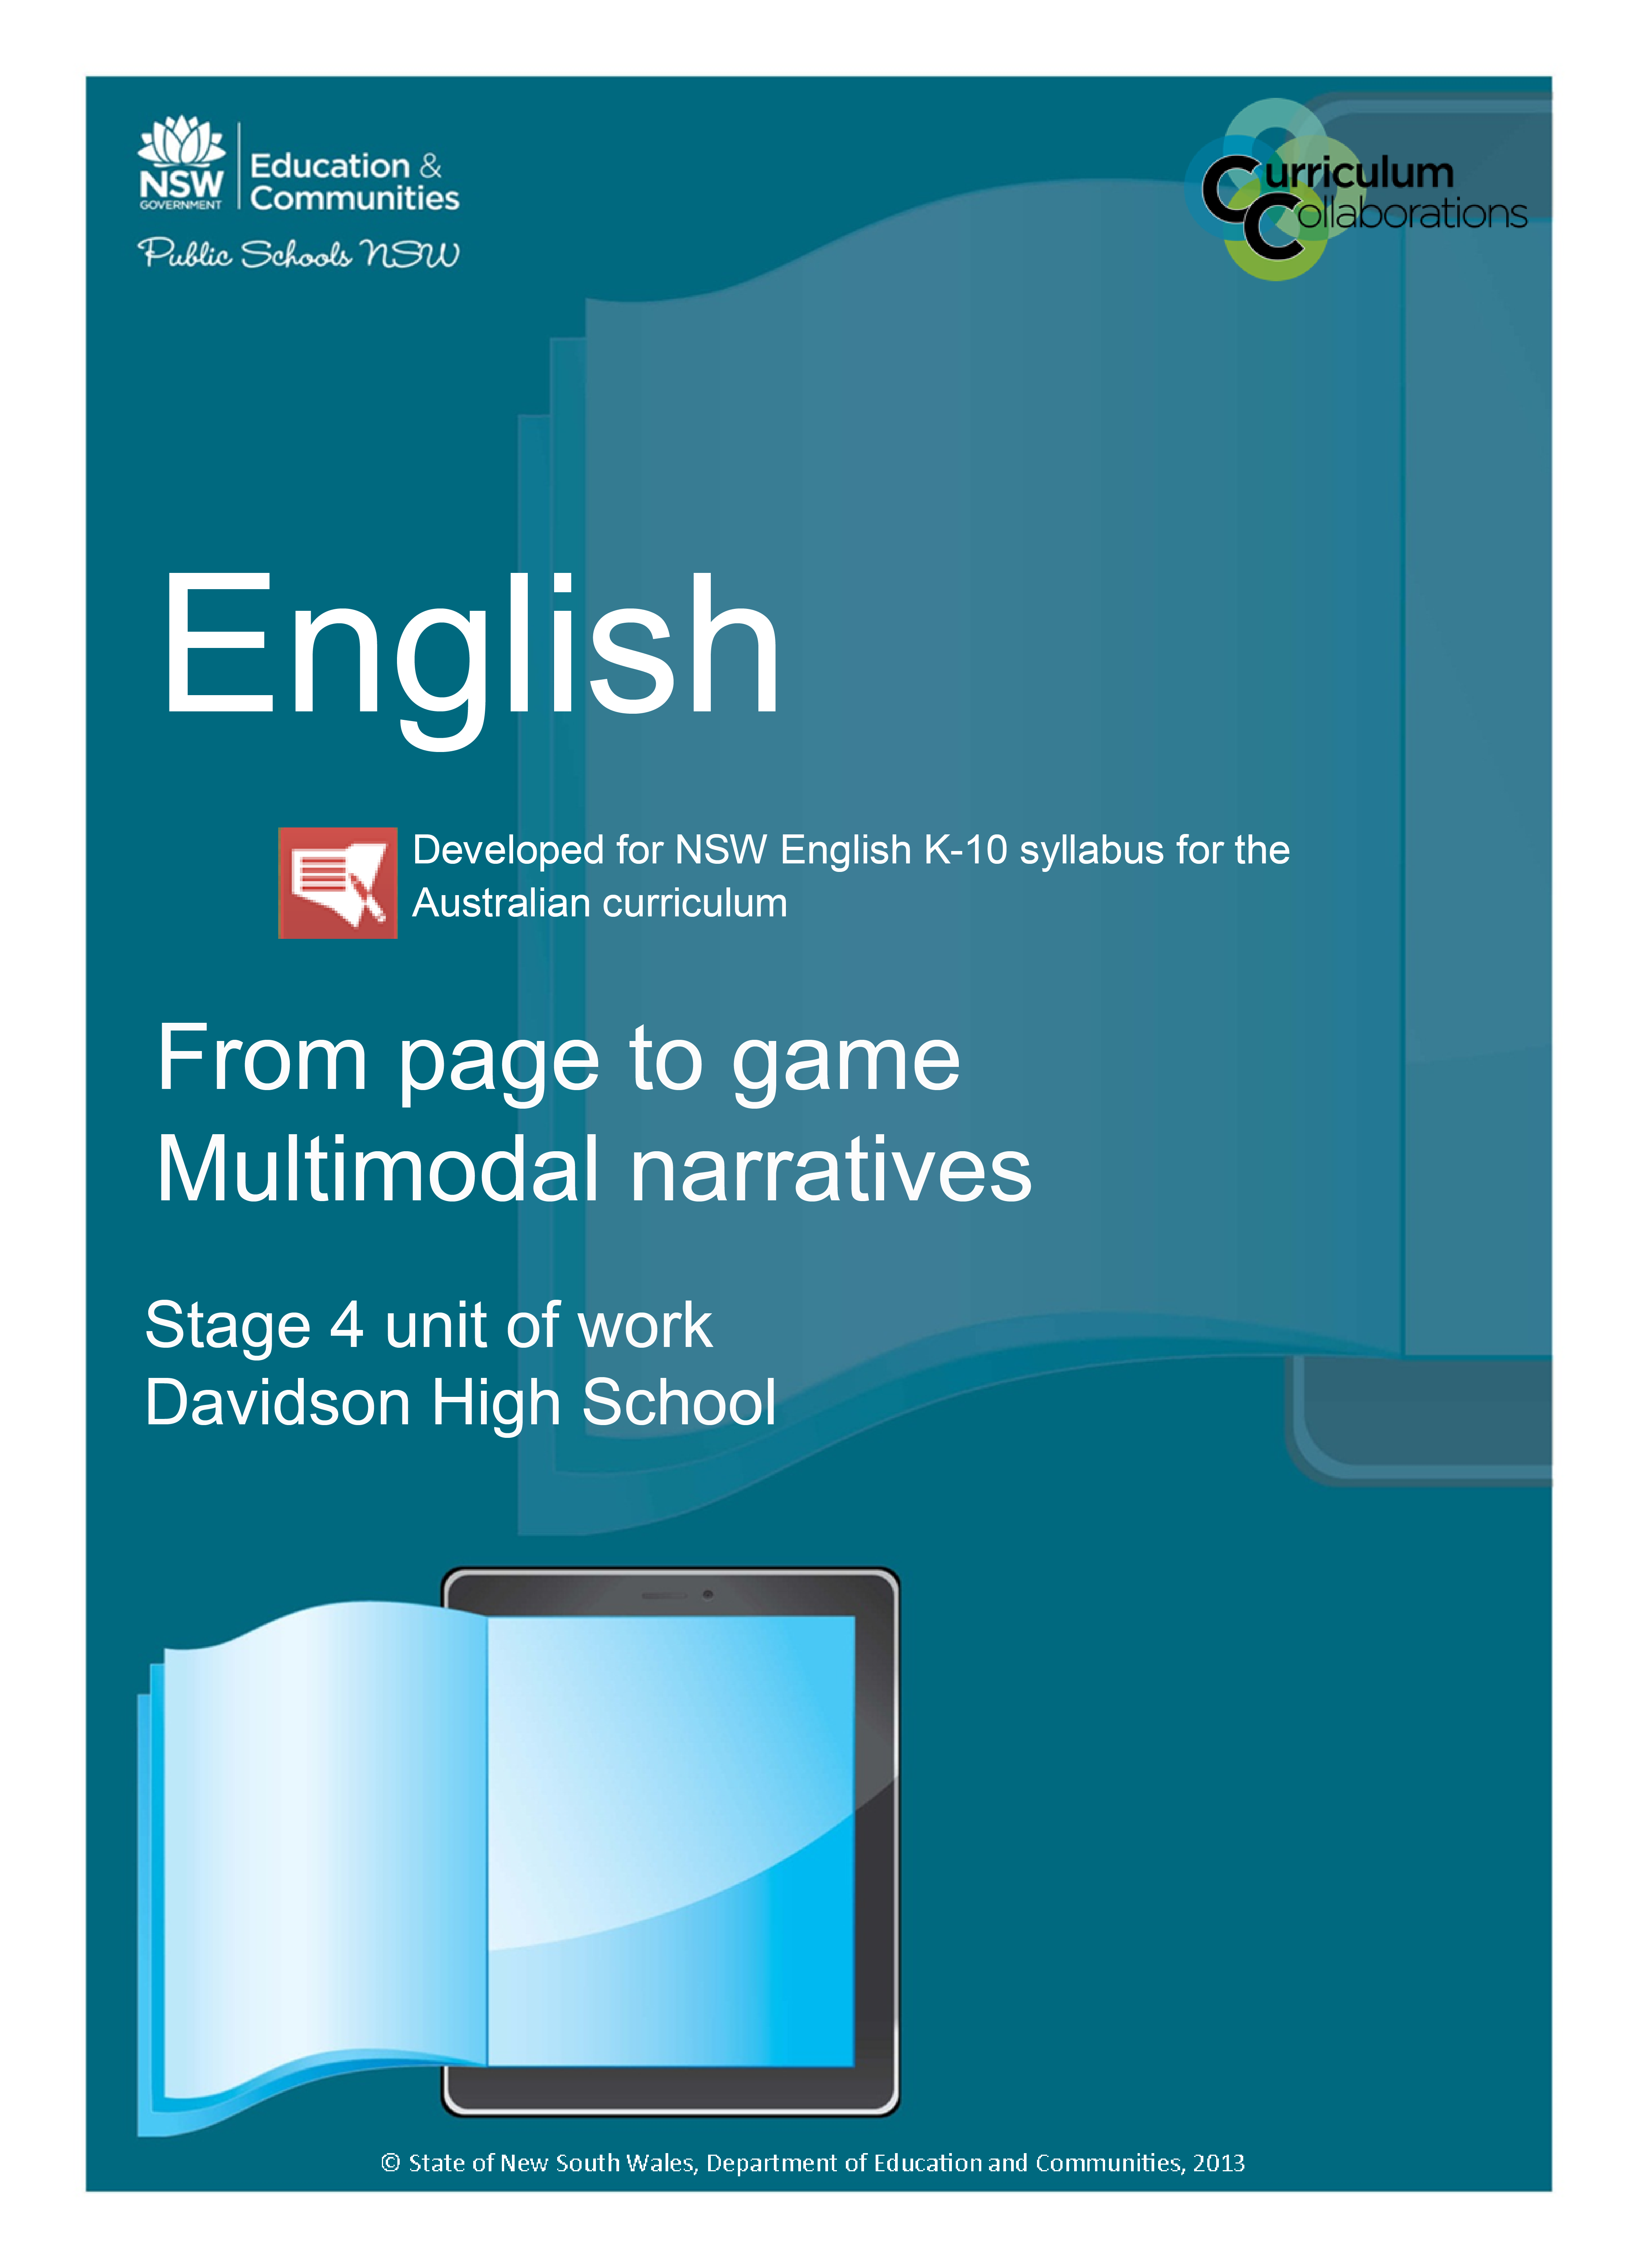 NSW
GOVERNMENT
Education &
Communities
Public Schools NSW
Curriculum
Collaborations
English
Developed for NSW English K-10 syllabus for the
Australian curriculum
From page to game
Multimodal narratives
Stage 4 unit of work
Davidson High School
© State of New South Wales, Department of Education and Communities, 2013